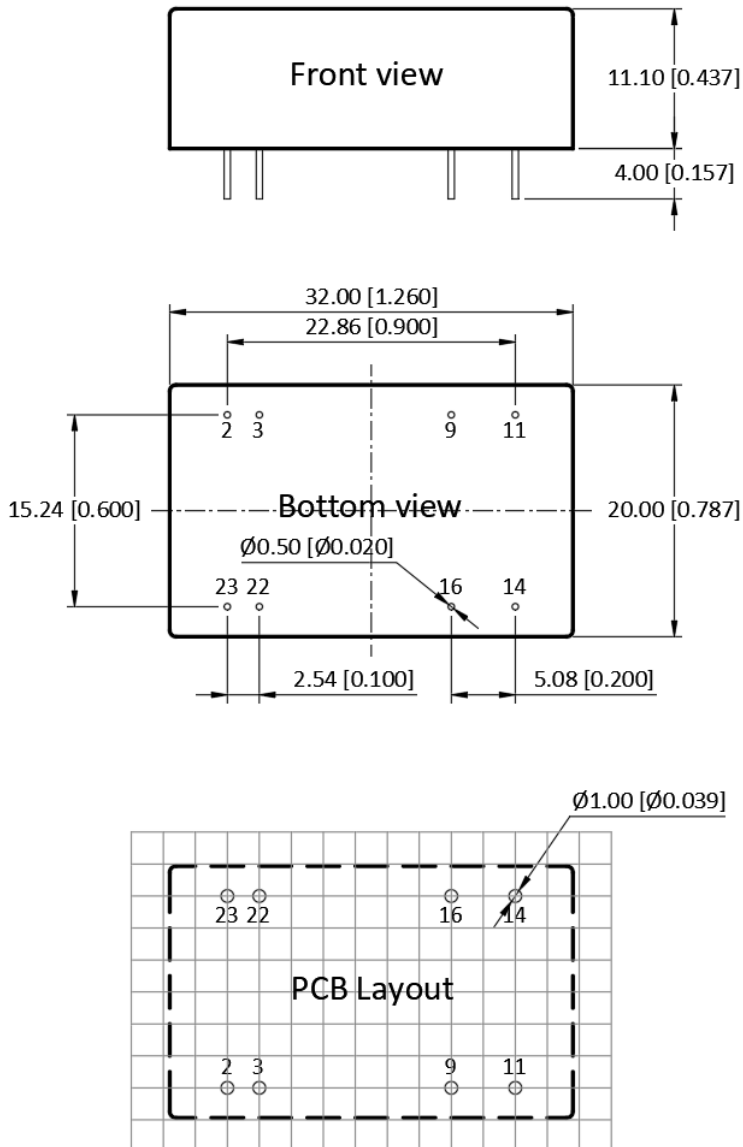 Front view
11.10 [0.437]
4.00 [0.157]
32.00 [1.260]
22.86 [0.900]
2 3 9 11
15.24 [0.600]
Bottom view
20.00 [0.787]
Ø0.50 [Ø0.020]
23 22 16 14
2.54 [0.100]
5.08 [0.200]
Ø1.00 [Ø0.039]
23 22 16 14
PCB Layout
2 3 9 11